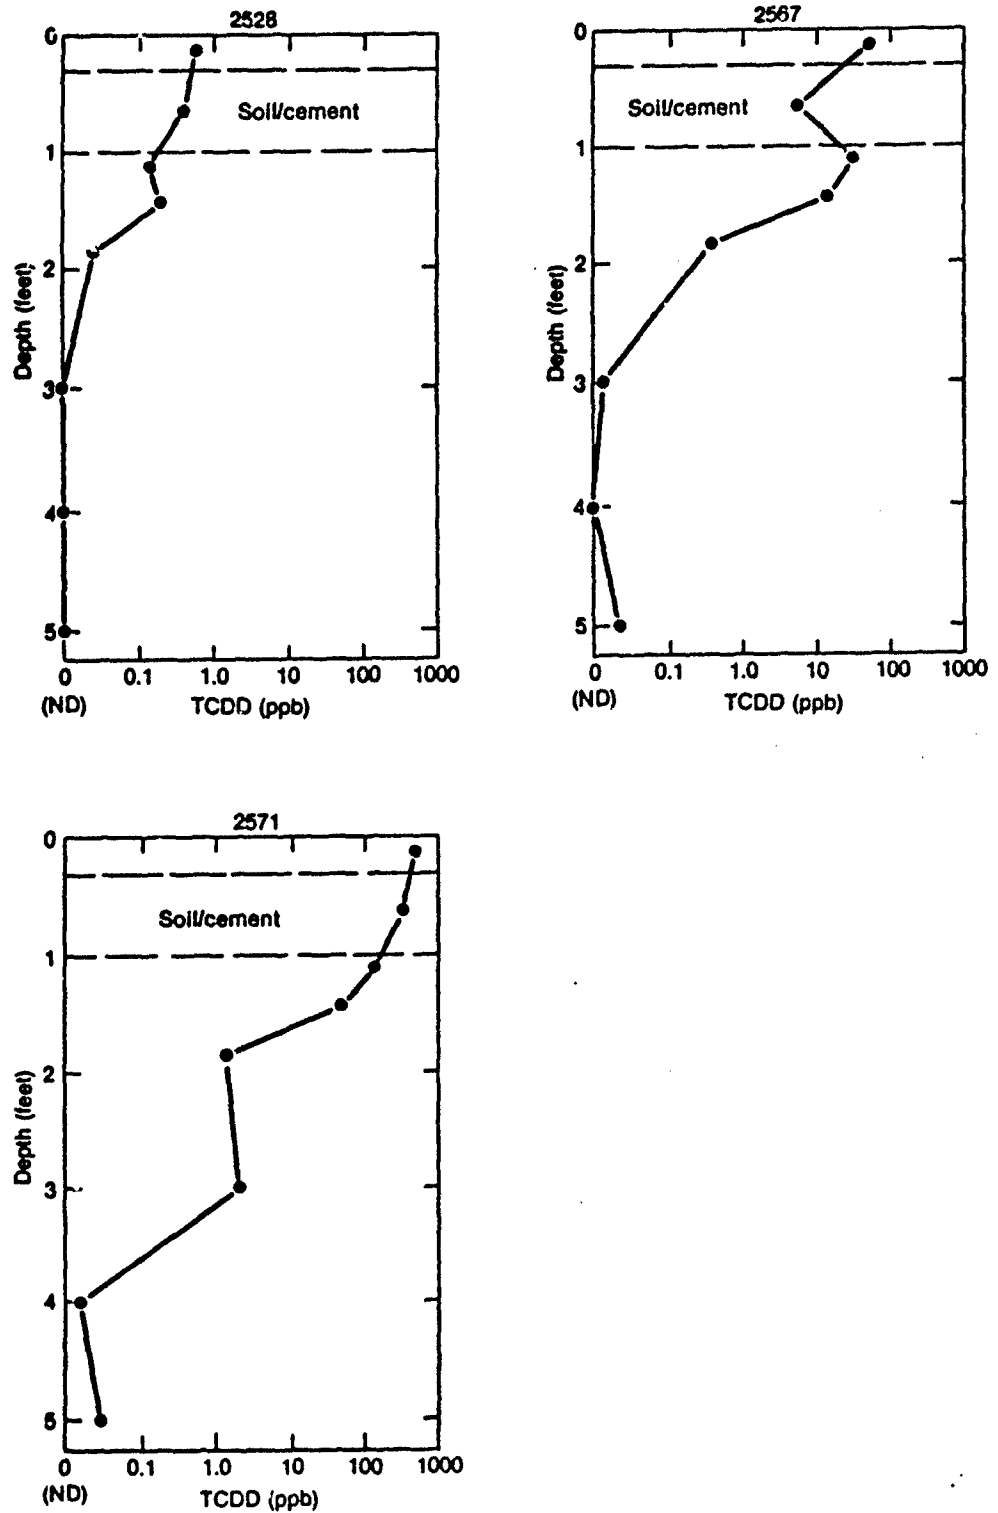 2528
0
Soil/cement
1
2
3
4
5
Depth (feet)
0 0.1 1.0 10 100 1000
(ND) TCDD (ppb)
2567
0
Soil/cement
1
2
3
4
5
Depth (feet)
0 0.1 1.0 10 100 1000
(ND) TCDD (ppb)
2571
0
Soil/cement
1
2
3
4
5
Depth (feet)
0 0.1 1.0 10 100 1000
(ND) TCDD (ppb)